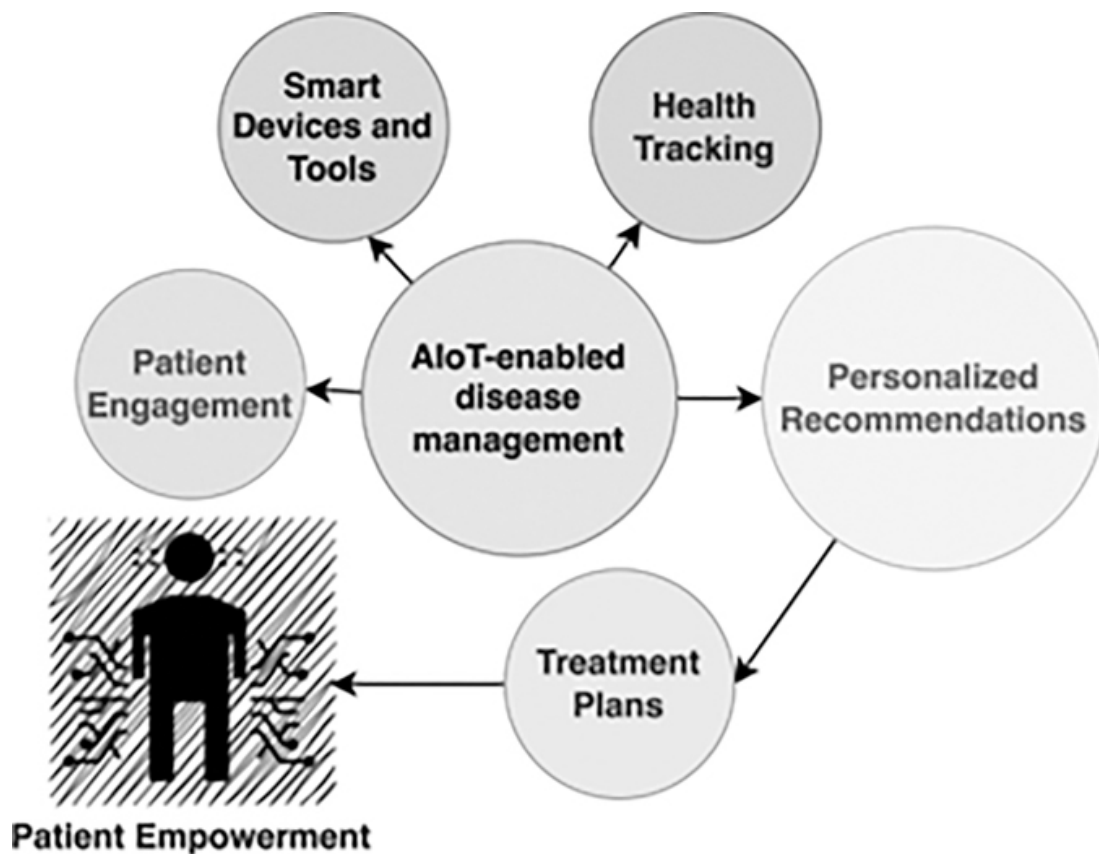 Smart
Devices and
Tools
Health
Tracking
Patient
Engagement
AIoT-enabled
disease
management
Personalized
Recommendations
Treatment
Plans
Patient Empowerment